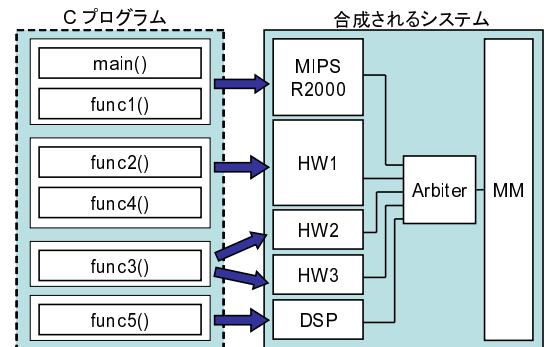 C プログラム
main()
func1()
func2()
func4()
func3()
func5()
合成されるシステム
MIPS
R2000
HW1
HW2
HW3
DSP
Arbiter
MM